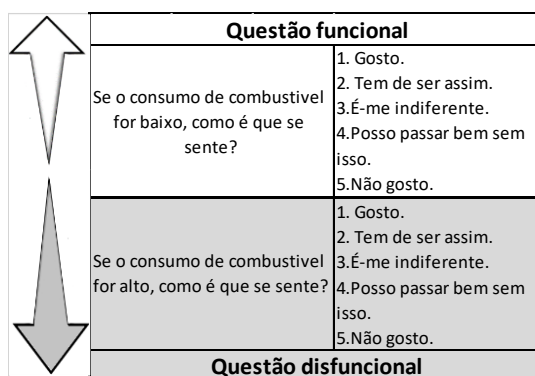 Questão funcional
Se o consumo de combustivel
for baixo, como é que se
sente?
1. Gosto.
2. Tem de ser assim.
3.É-me indiferente.
4.Posso passar bem sem
isso.
5.Não gosto.
Se o consumo de combustivel
for alto, como é que se sente?
1. Gosto.
2. Tem de ser assim.
3.É-me indiferente.
4.Posso passar bem sem
isso.
5.Não gosto.
Questão disfuncional